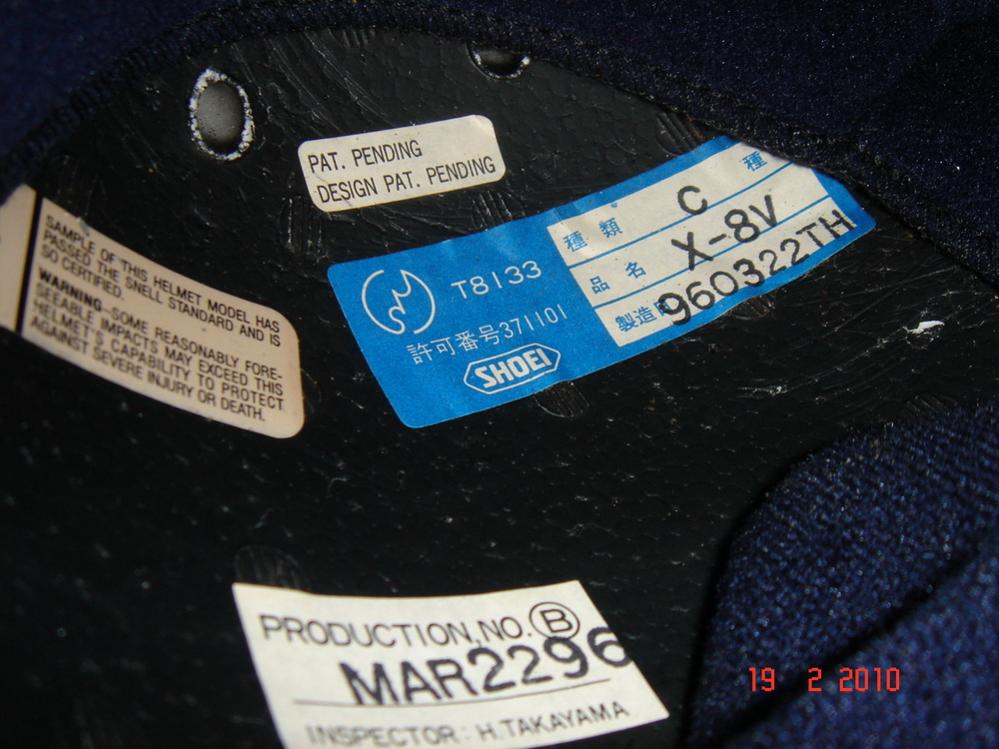 PAT. PENDING
DESIGN PAT. PENDING
SAMPLE OF THIS HELMET MODEL HAS
PASSED THE SNELL STANDARD AND IS
SO CERTIFIED.
WARNING—SOME REASONABLY FORE-
SEEABLE IMPACTS MAY EXCEED THIS
HELMET'S CAPABILITY TO PROTECT
AGAINST SEVERE INJURY OR DEATH.
T8133
許可番号371101
SHOEI
種類 C 種
品名 X-8V
製造 960322TH
PRODUCTION.NO. B
MAR2296
INSPECTOR: H.TAKAYAMA
19 2 2010